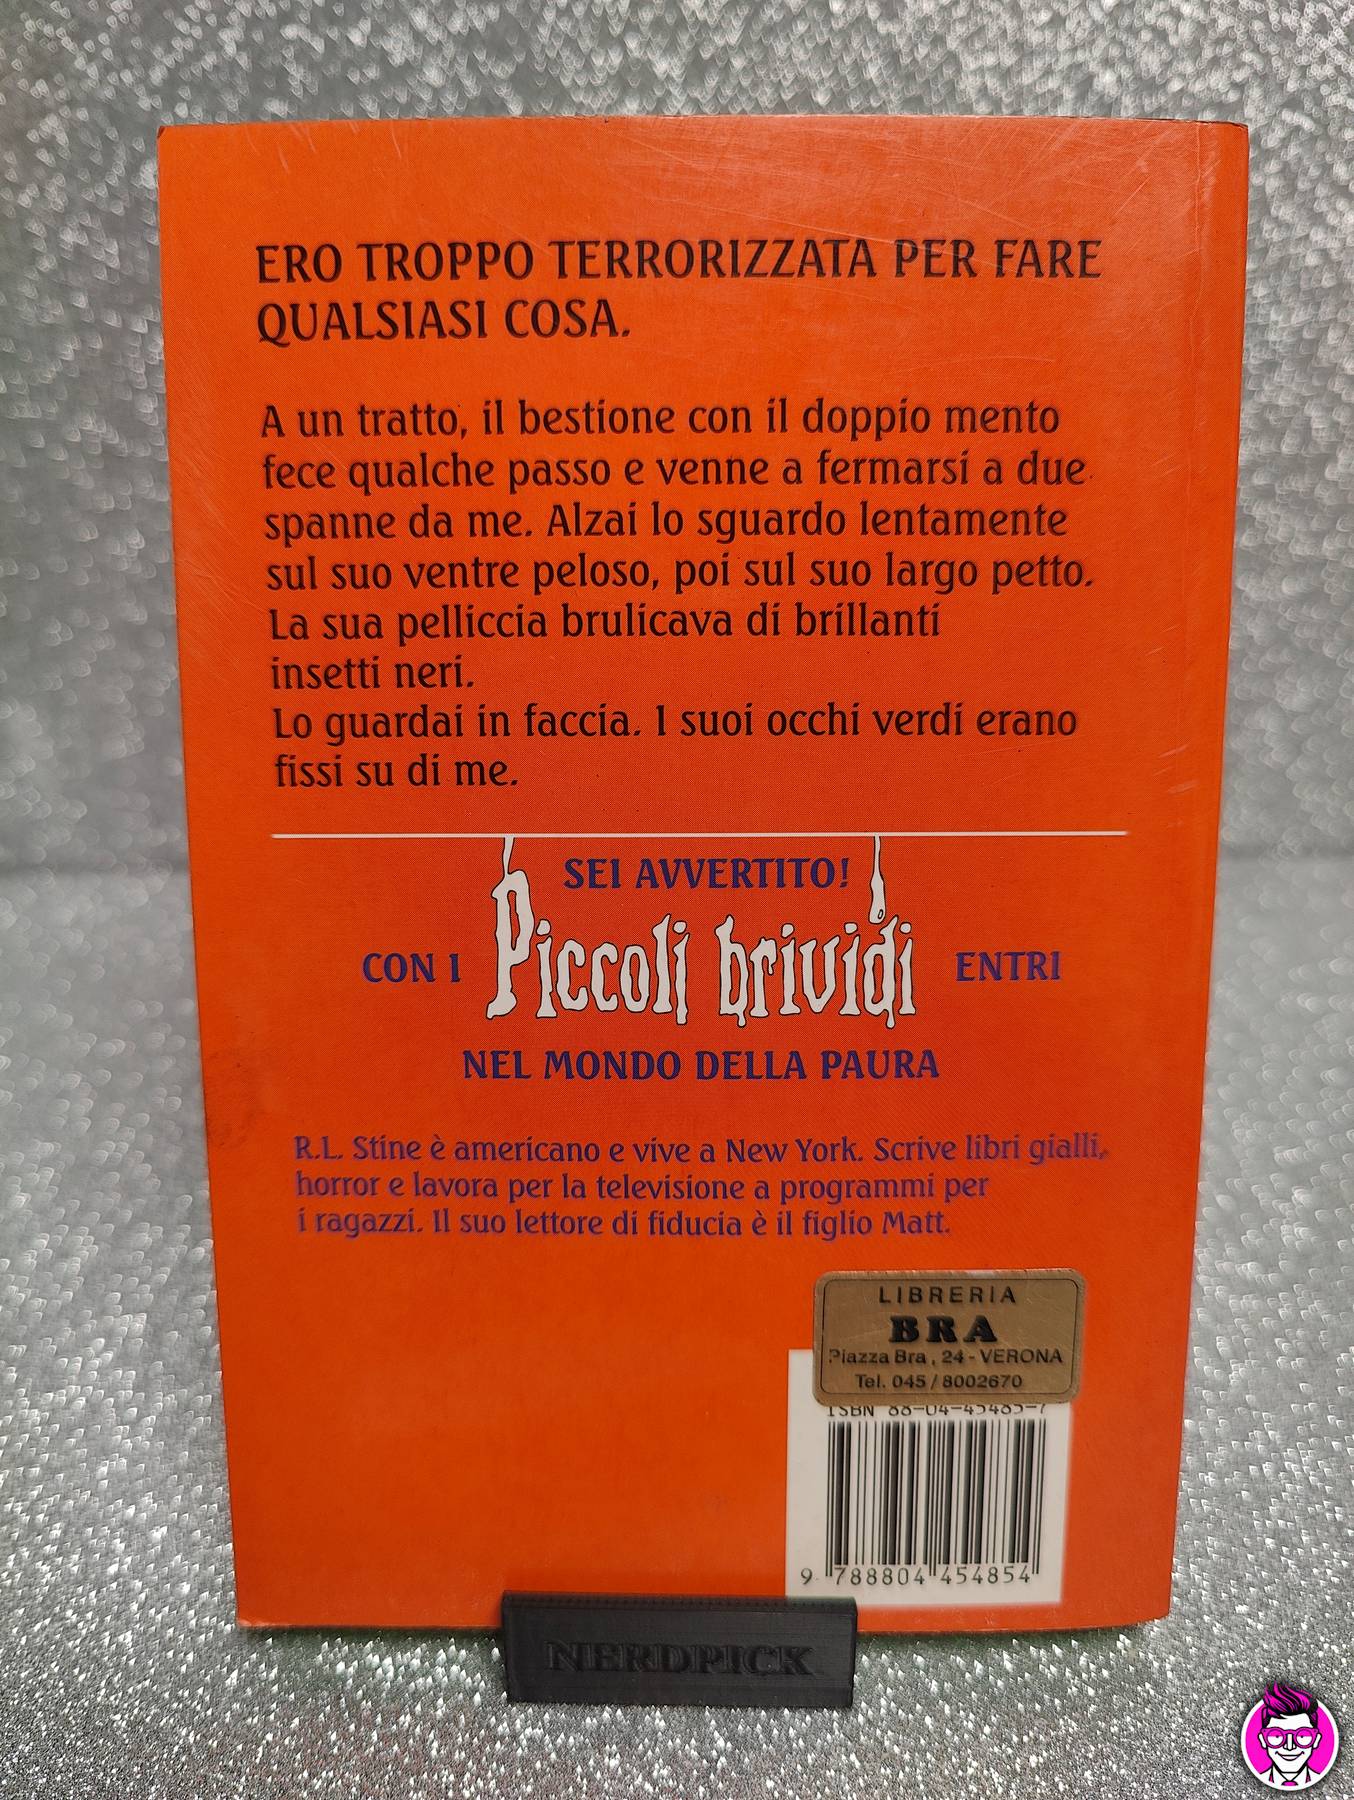 ERO TROPPO TERRORIZZATA PER FARE
QUALSIASI COSA.
A un tratto, il bestione con il doppio mento
fece qualche passo e venne a fermarsi a due
spanne da me. Alzai lo sguardo lentamente
sul suo ventre peloso, poi sul suo largo petto.
La sua pelliccia brulicava di brillanti
insetti neri.
Lo guardai in faccia. I suoi occhi verdi erano
fissi su di me.
SEI AVVERTITO!
CON I Piccoli brividi ENTRI
NEL MONDO DELLA PAURA
R.L. Stine è americano e vive a New York. Scrive libri gialli,
horror e lavora per la televisione a programmi per
i ragazzi. Il suo lettore di fiducia è il figlio Matt.
LIBRERIA
BRA
Piazza Bra, 24 - VERONA
Tel. 045 / 8002670
ISBN 88-04-45485-7
9 788804 454854
NERDPICK